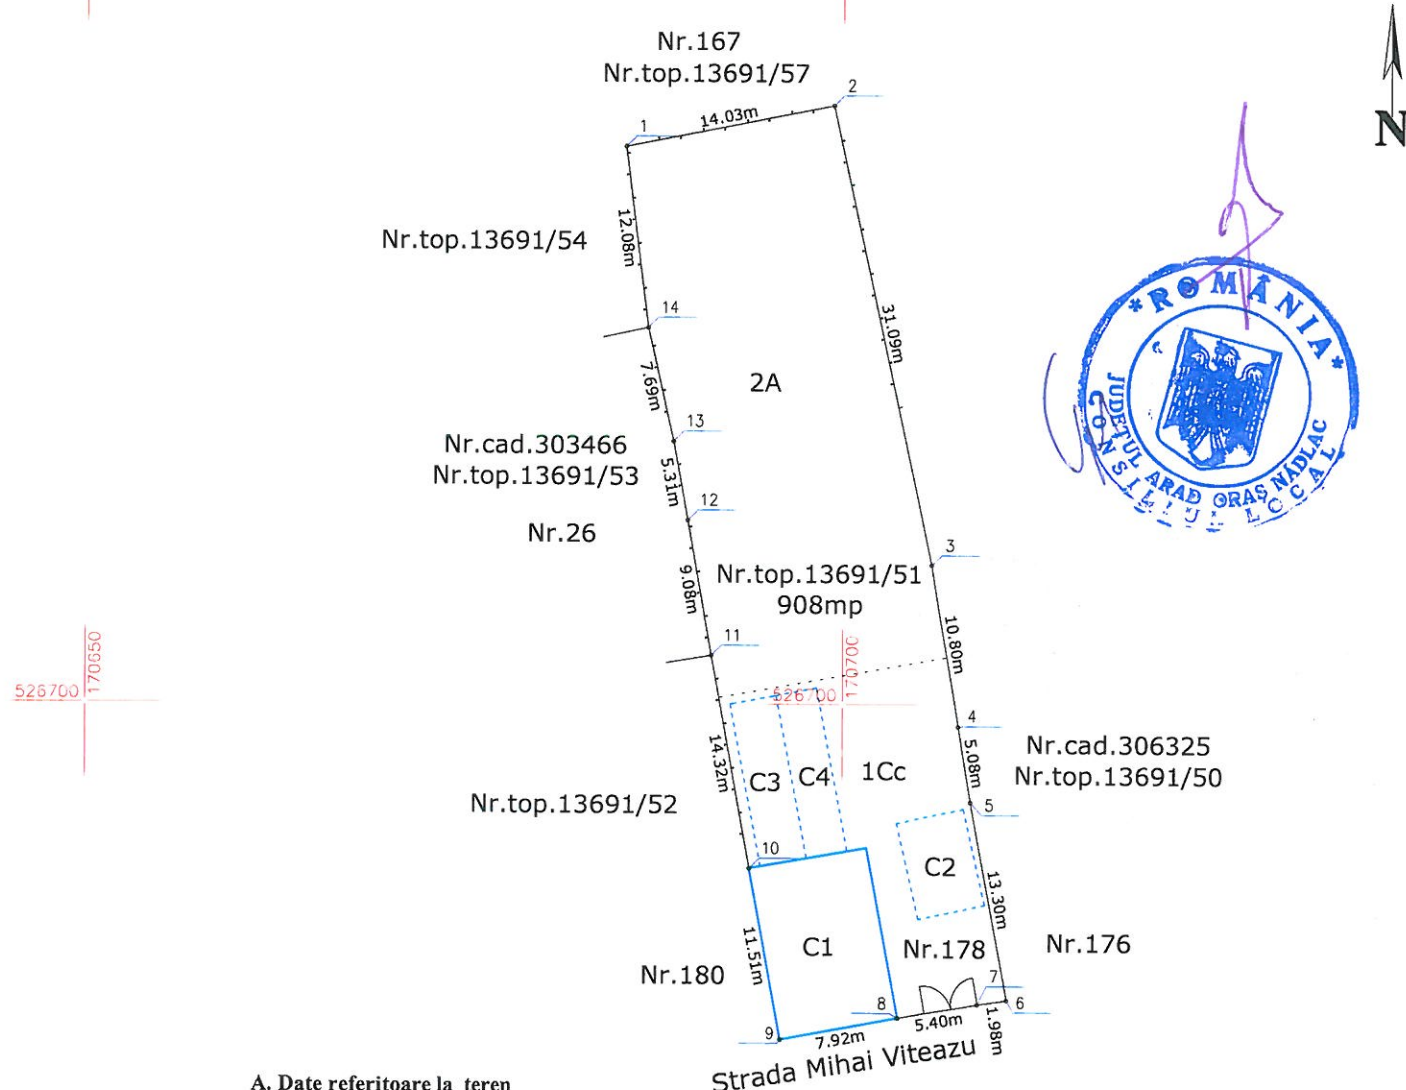 Nr.167
Nr.top.13691/57
N
1
14.03m
2
12.08m
Nr.top.13691/54
14
31.09m
7.69m
2A
13
Nr.cad.303466
Nr.top.13691/53
5.31m
12
Nr.26
3
Nr.top.13691/51
908mp
9.08m
11
10.80m
526700
170650
526700
170700
4
14.32m
5.08m
C3
C4
1Cc
Nr.cad.306325
Nr.top.13691/50
Nr.top.13691/52
5
10
C2
13.30m
11.51m
C1
Nr.178
Nr.176
Nr.180
7
8
6
9
7.92m
5.40m
1.98m
Strada Mihai Viteazu
A. Date referitoare la teren
*ROMÂNIA*
JUDEȚUL ARAD ORAȘ NĂDLAC
CONSILIUL LOCAL